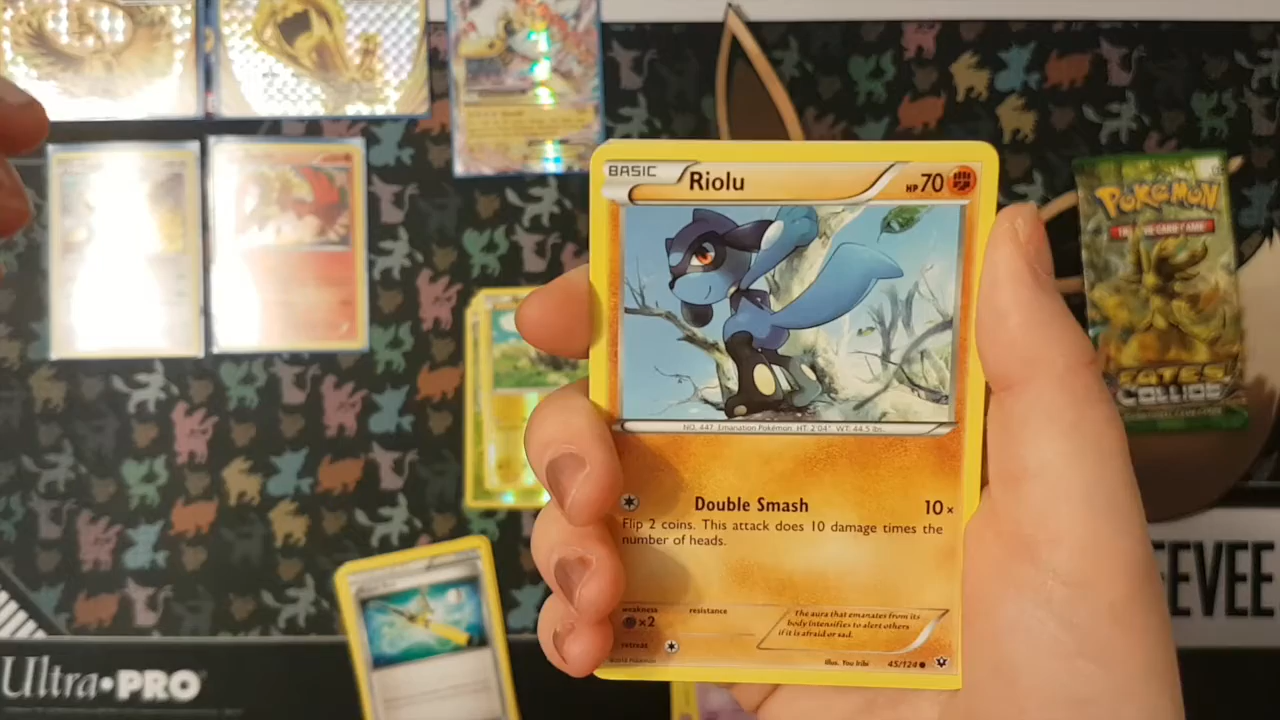 BASIC
Riolu
HP 70
NO. 447 Emanation Pokémon HT: 2'04" WT: 44.5 lbs.
Double Smash 10×
Flip 2 coins. This attack does 10 damage times the
number of heads.
weakness
×2
resistance
retreat
The aura that emanates from its
body intensifies to alert others
if it is afraid or sad.
45/124
POKÉMON
TRADING CARD GAME
FATES
COLLIDE
EEVEE
Ultra•PRO